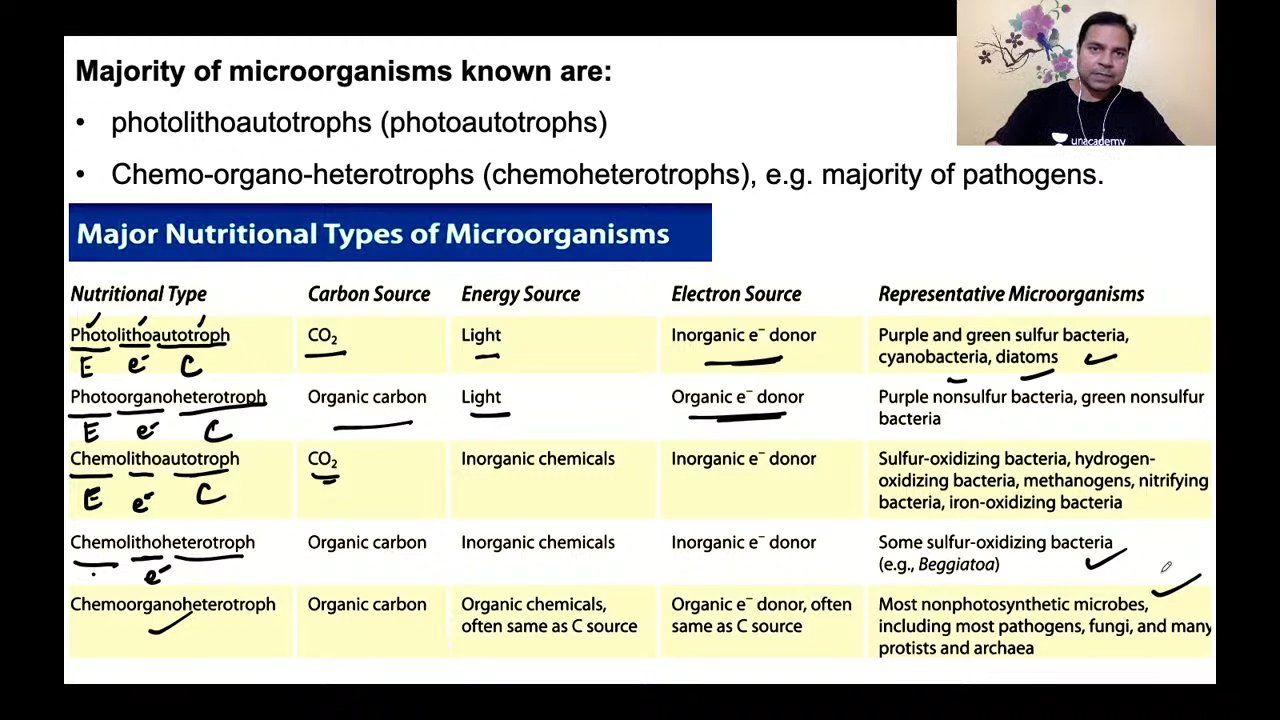 Majority of microorganisms known are:
• photolithoautotrophs (photoautotrophs)
• Chemo-organo-heterotrophs (chemoheterotrophs), e.g. majority of pathogens.
unacademy
Major Nutritional Types of Microorganisms
Nutritional Type Carbon Source Energy Source Electron Source Representative Microorganisms
Photolithoautotroph CO₂ Light Inorganic e⁻ donor Purple and green sulfur bacteria,
cyanobacteria, diatoms
E e⁻ C
Photoorganoheterotroph Organic carbon Light Organic e⁻ donor Purple nonsulfur bacteria, green nonsulfur
bacteria
E e⁻ C
Chemolithoautotroph CO₂ Inorganic chemicals Inorganic e⁻ donor Sulfur-oxidizing bacteria, hydrogen-
oxidizing bacteria, methanogens, nitrifying
E e⁻ C
bacteria, iron-oxidizing bacteria
Chemolithoheterotroph Organic carbon Inorganic chemicals Inorganic e⁻ donor Some sulfur-oxidizing bacteria
(e.g., Beggiatoa)
e⁻
Chemoorganoheterotroph Organic carbon Organic chemicals, Organic e⁻ donor, often Most nonphotosynthetic microbes,
often same as C source same as C source including most pathogens, fungi, and many
protists and archaea